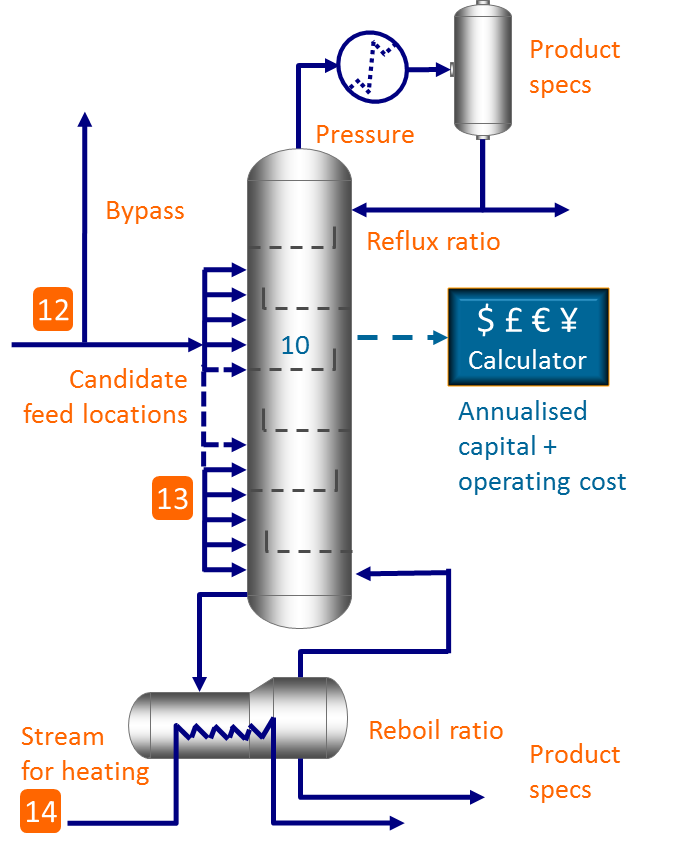 Product
specs
Pressure
Bypass
Reflux ratio
12
$ £ € ¥
Calculator
10
Candidate
feed locations
Annualised
capital +
operating cost
13
Reboil ratio
Stream
for heating
14
Product
specs